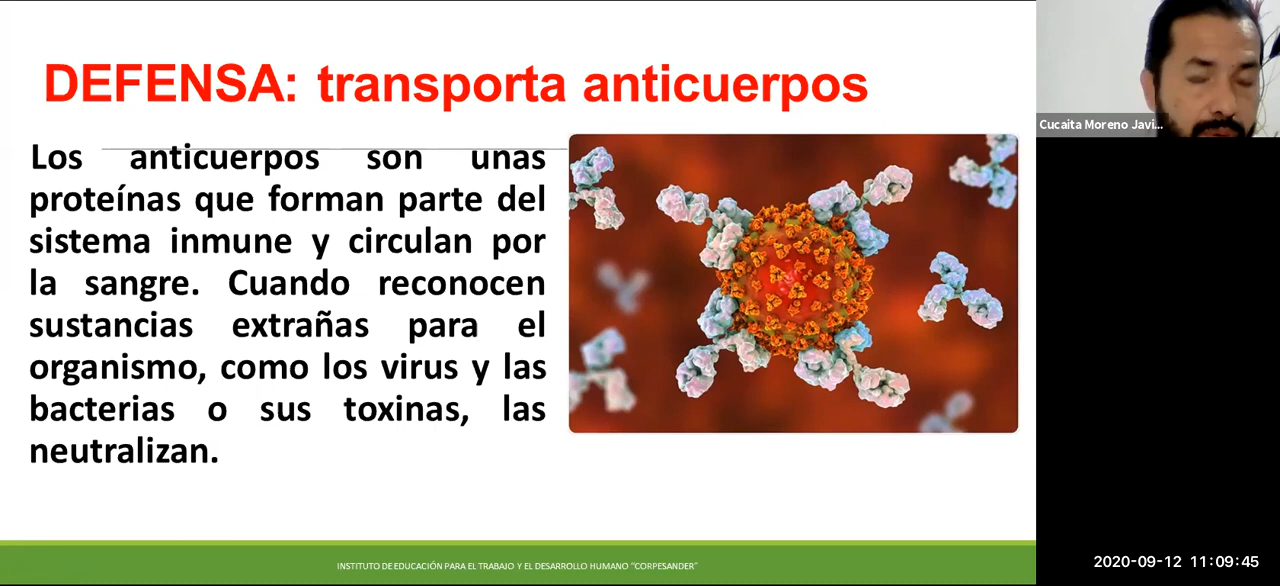 DEFENSA: transporta anticuerpos
Los anticuerpos son unas
proteínas que forman parte del
sistema inmune y circulan por
la sangre. Cuando reconocen
sustancias extrañas para el
organismo, como los virus y las
bacterias o sus toxinas, las
neutralizan.
INSTITUTO DE EDUCACIÓN PARA EL TRABAJO Y EL DESARROLLO HUMANO "CORPESANDER"
Cucaita Moreno Javi...
2020-09-12 11:09:45